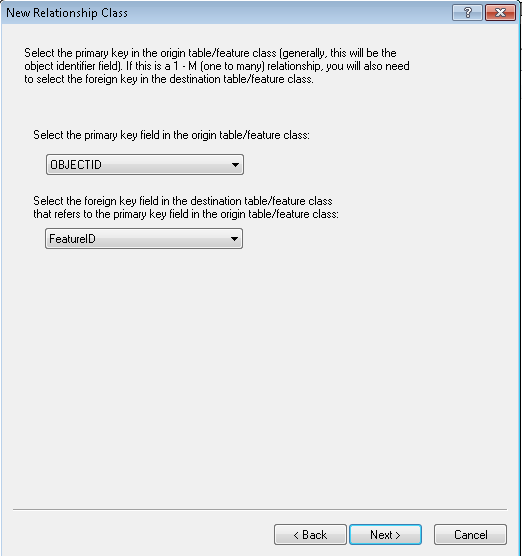 New Relationship Class
?
Select the primary key in the origin table/feature class (generally, this will be the
object identifier field). If this is a 1 - M (one to many) relationship, you will also need
to select the foreign key in the destination table/feature class.
Select the primary key field in the origin table/feature class:
OBJECTID
Select the foreign key field in the destination table/feature class
that refers to the primary key field in the origin table/feature class:
FeatureID
< Back Next > Cancel